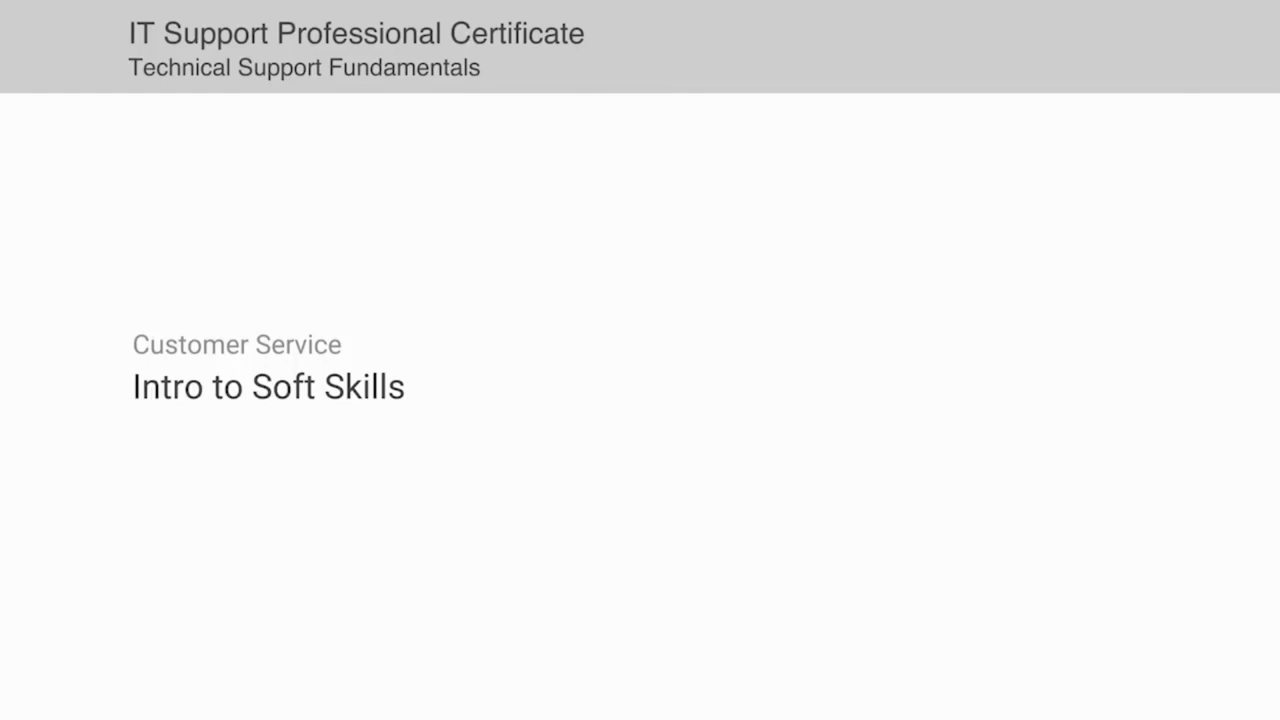 IT Support Professional Certificate
Technical Support Fundamentals
Customer Service
Intro to Soft Skills